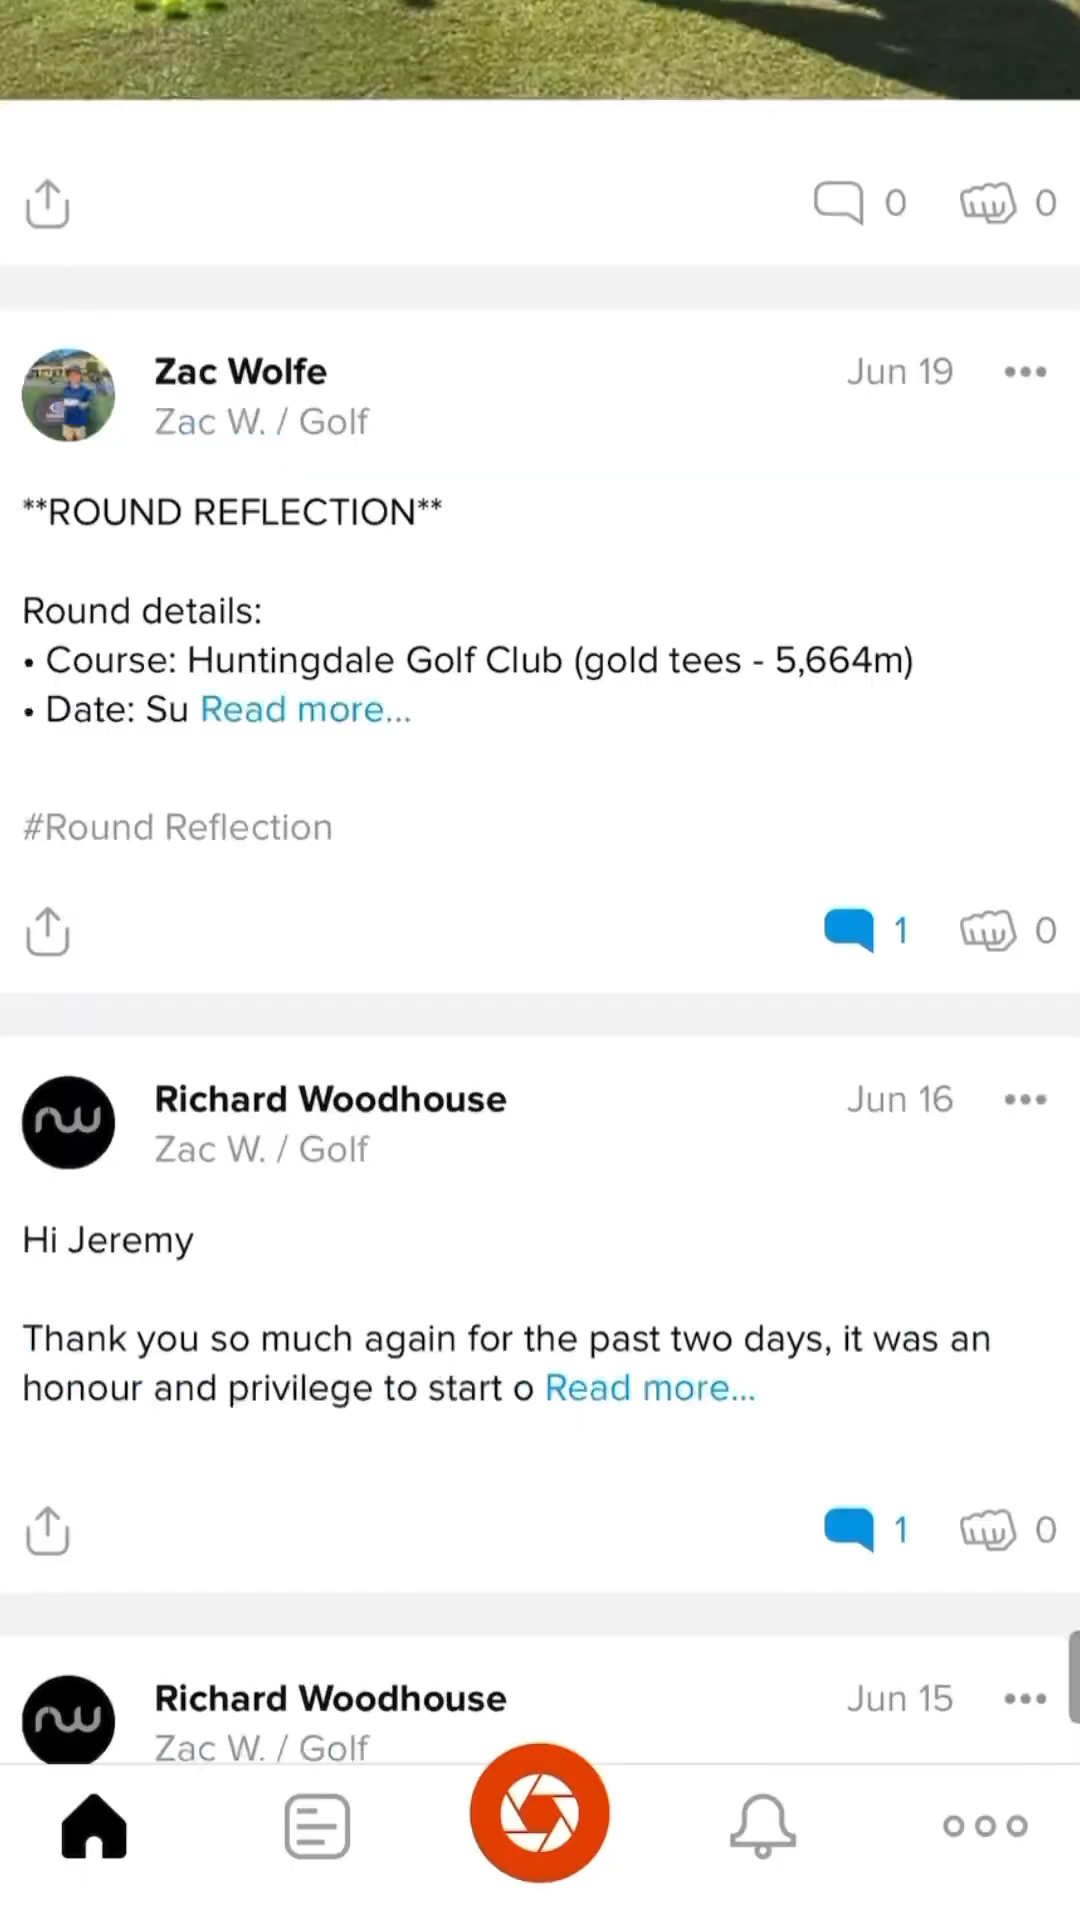 0 0
Zac Wolfe Jun 19
Zac W. / Golf
**ROUND REFLECTION**
Round details:
• Course: Huntingdale Golf Club (gold tees - 5,664m)
• Date: Su Read more...
#Round Reflection
1 0
rw Richard Woodhouse Jun 16
Zac W. / Golf
Hi Jeremy
Thank you so much again for the past two days, it was an
honour and privilege to start o Read more...
1 0
rw Richard Woodhouse Jun 15
Zac W. / Golf